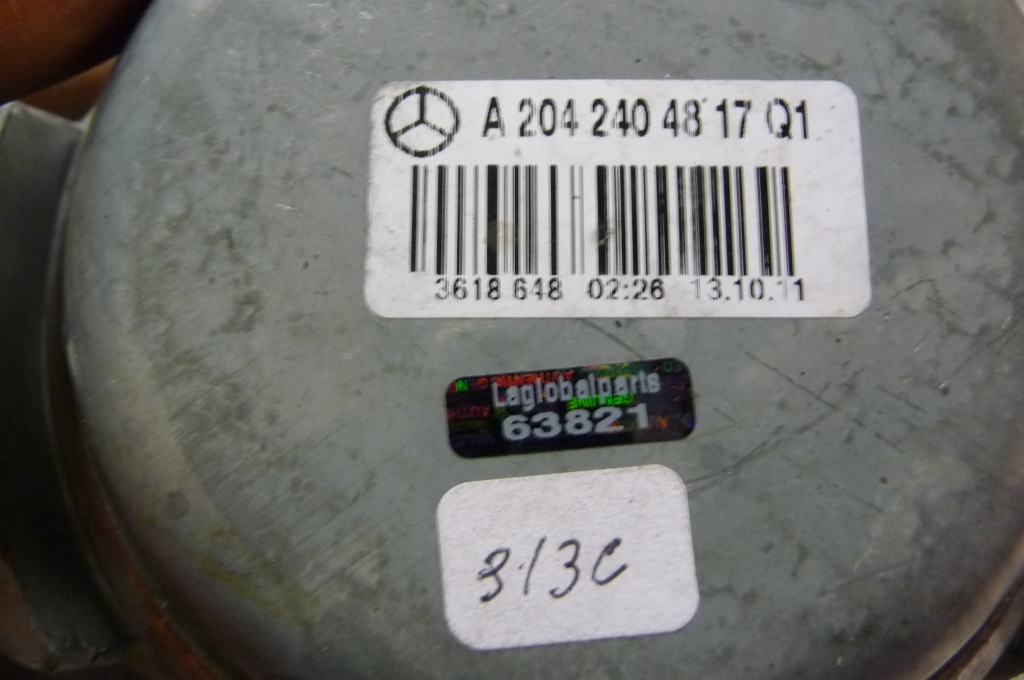 A 204 240 48 17 Q1
3618 648 02:26 13.10.11
Laglobalparts
63821
313C